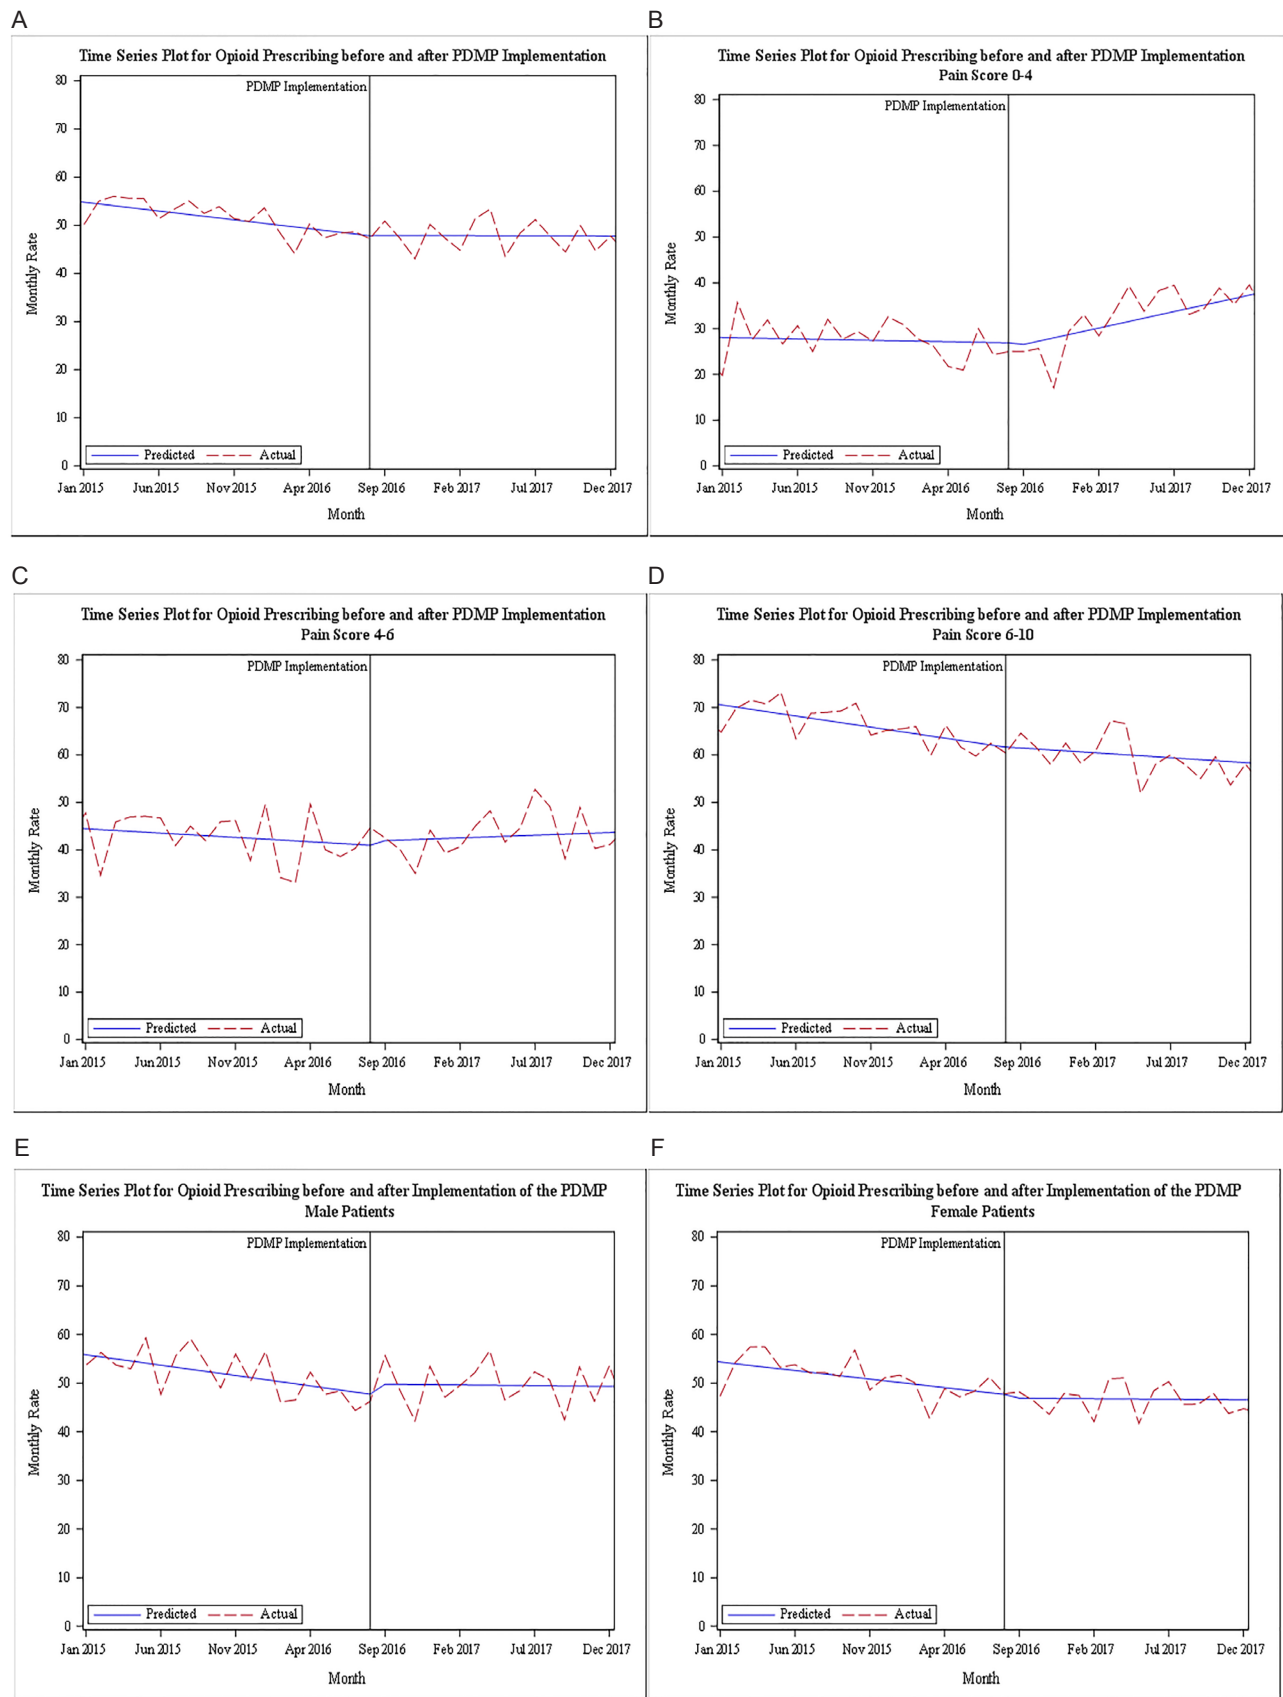 A
Time Series Plot for Opioid Prescribing before and after PDMP Implementation
PDMP Implementation
80
70
60
50
40
30
20
10
0
Monthly Rate
Predicted
Actual
Jan 2015
Jun 2015
Nov 2015
Apr 2016
Sep 2016
Feb 2017
Jul 2017
Dec 2017
Month
B
Time Series Plot for Opioid Prescribing before and after PDMP Implementation
Pain Score 0-4
PDMP Implementation
80
70
60
50
40
30
20
10
0
Monthly Rate
Predicted
Actual
Jan 2015
Jun 2015
Nov 2015
Apr 2016
Sep 2016
Feb 2017
Jul 2017
Dec 2017
Month
C
Time Series Plot for Opioid Prescribing before and after PDMP Implementation
Pain Score 4-6
PDMP Implementation
80
70
60
50
40
30
20
10
0
Monthly Rate
Predicted
Actual
Jan 2015
Jun 2015
Nov 2015
Apr 2016
Sep 2016
Feb 2017
Jul 2017
Dec 2017
Month
D
Time Series Plot for Opioid Prescribing before and after PDMP Implementation
Pain Score 6-10
PDMP Implementation
80
70
60
50
40
30
20
10
0
Monthly Rate
Predicted
Actual
Jan 2015
Jun 2015
Nov 2015
Apr 2016
Sep 2016
Feb 2017
Jul 2017
Dec 2017
Month
E
Time Series Plot for Opioid Prescribing before and after Implementation of the PDMP
Male Patients
PDMP Implementation
80
70
60
50
40
30
20
10
0
Monthly Rate
Predicted
Actual
Jan 2015
Jun 2015
Nov 2015
Apr 2016
Sep 2016
Feb 2017
Jul 2017
Dec 2017
Month
F
Time Series Plot for Opioid Prescribing before and after Implementation of the PDMP
Female Patients
PDMP Implementation
80
70
60
50
40
30
20
10
0
Monthly Rate
Predicted
Actual
Jan 2015
Jun 2015
Nov 2015
Apr 2016
Sep 2016
Feb 2017
Jul 2017
Dec 2017
Month